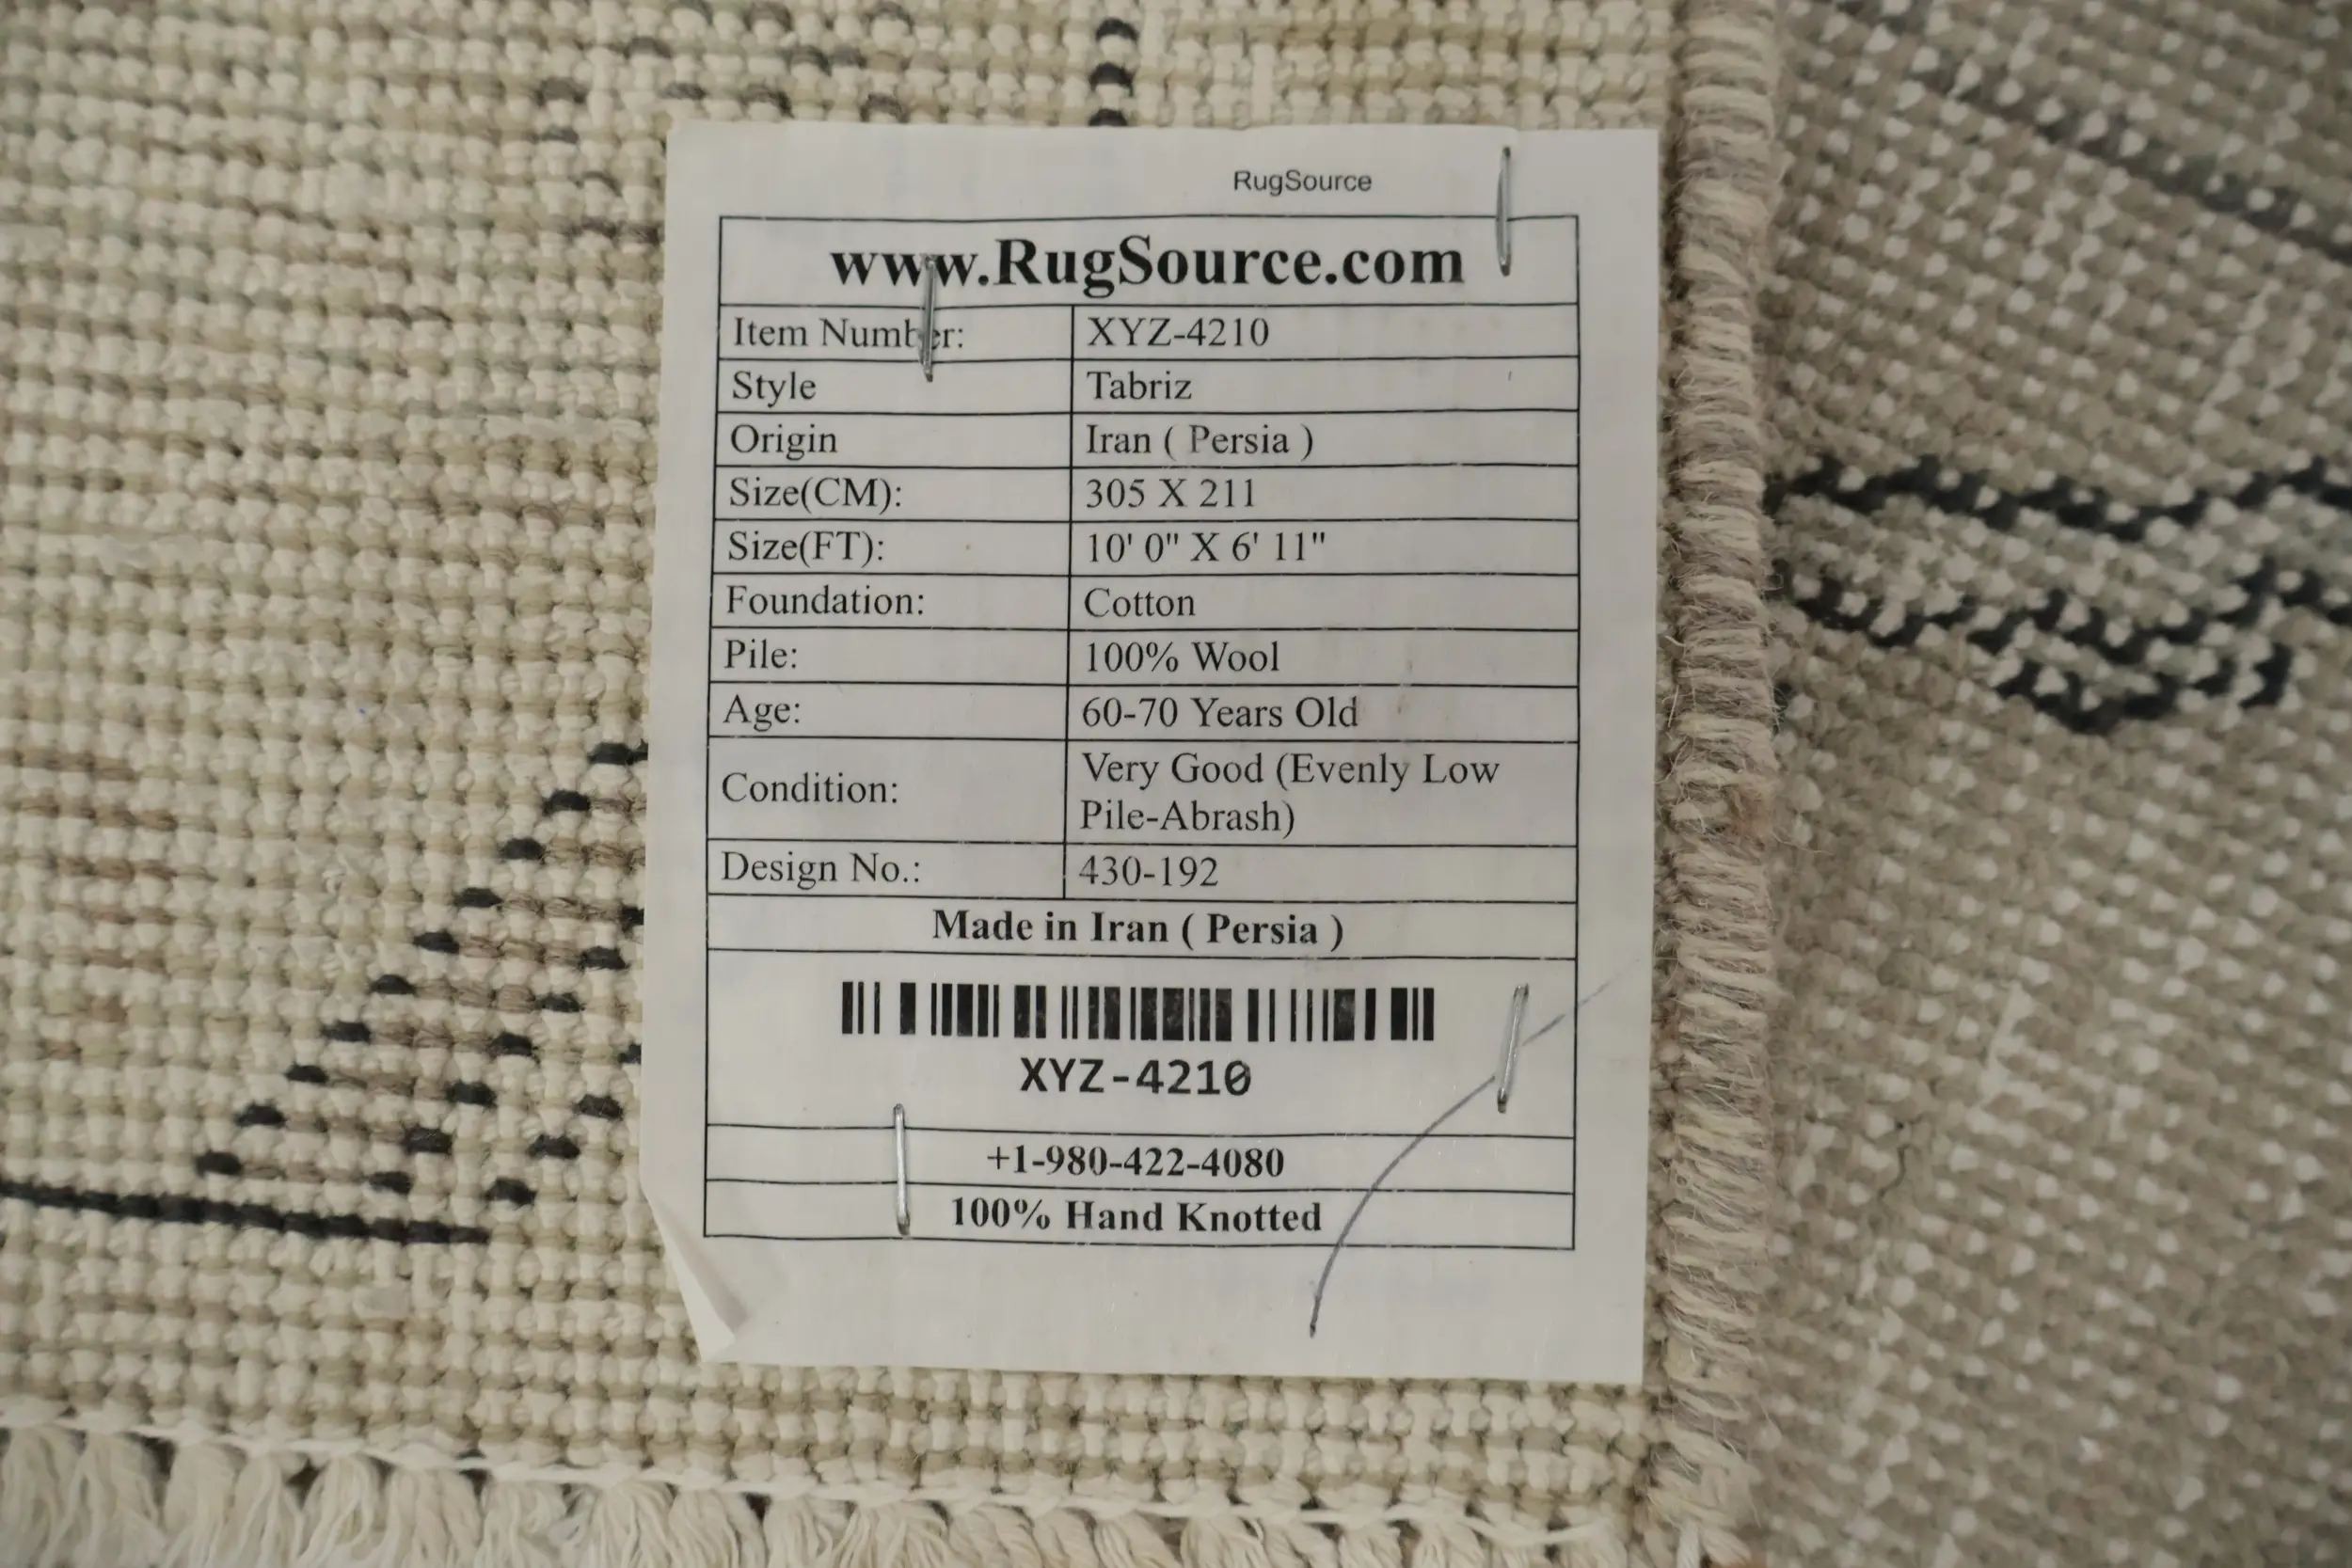 RugSource
www.RugSource.com
Item Number: XYZ-4210
Style Tabriz
Origin Iran ( Persia )
Size(CM): 305 X 211
Size(FT): 10' 0" X 6' 11"
Foundation: Cotton
Pile: 100% Wool
Age: 60-70 Years Old
Condition: Very Good (Evenly Low
Pile-Abrash)
Design No.: 430-192
Made in Iran ( Persia )
XYZ-4210
+1-980-422-4080
100% Hand Knotted